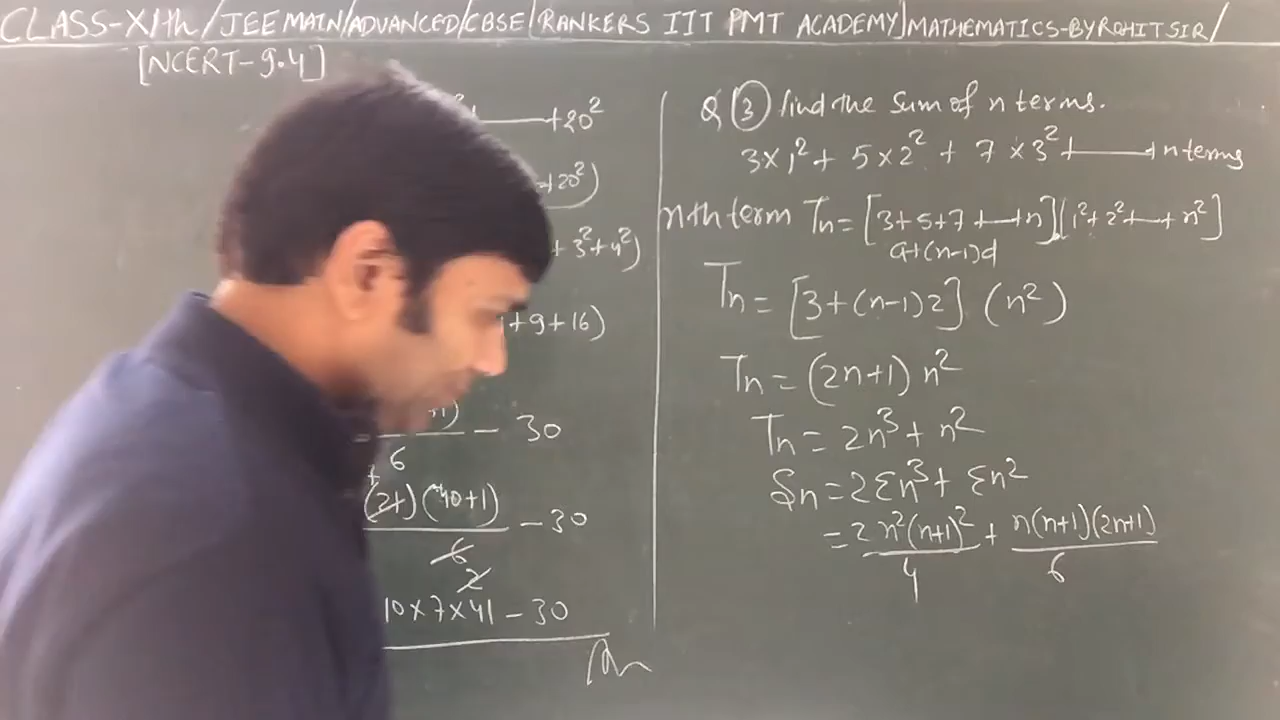 CLASS-XIth/JEE MAIN/ADVANCED/CBSE/RANKERS IIT PMT ACADEMY]MATHEMATICS-BY ROHIT SIR/
[NCERT-9.4]
+20²
+20²)
+ 3²+4²)
+9+16)
+1)/6 - 30
(21)(40+1)/6 - 30
2
10×7×41 - 30
Q ③ find the sum of n terms.
3×1² + 5×2² + 7×3² + —— + n terms
nth term Tn = [3+5+7+——+n][1²+2²+——+n²]
a+(n-1)d
Tn = [3+(n-1)2] (n²)
Tn = (2n+1) n²
Tn = 2n³ + n²
Sn = 2Σn³ + Σn²
= 2 n²(n+1)²/4 + n(n+1)(2n+1)/6